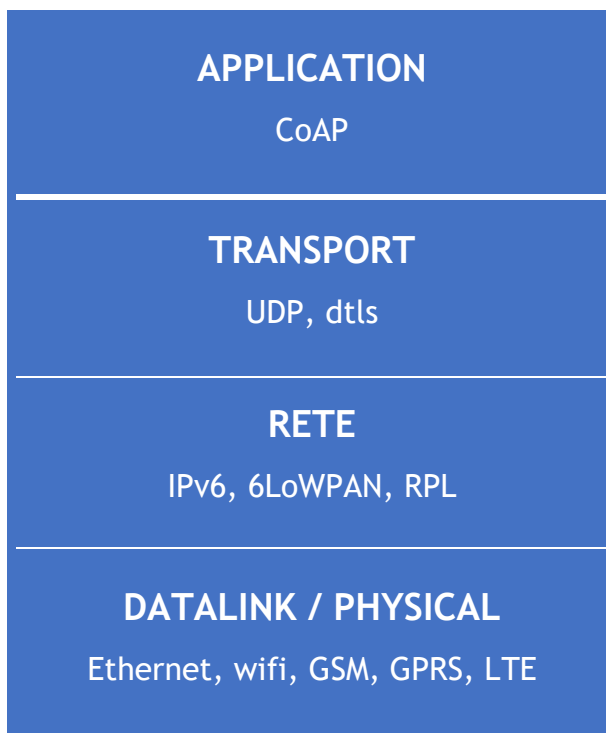 APPLICATION
CoAP
TRANSPORT
UDP, dtls
RETE
IPv6, 6LoWPAN, RPL
DATALINK / PHYSICAL
Ethernet, wifi, GSM, GPRS, LTE